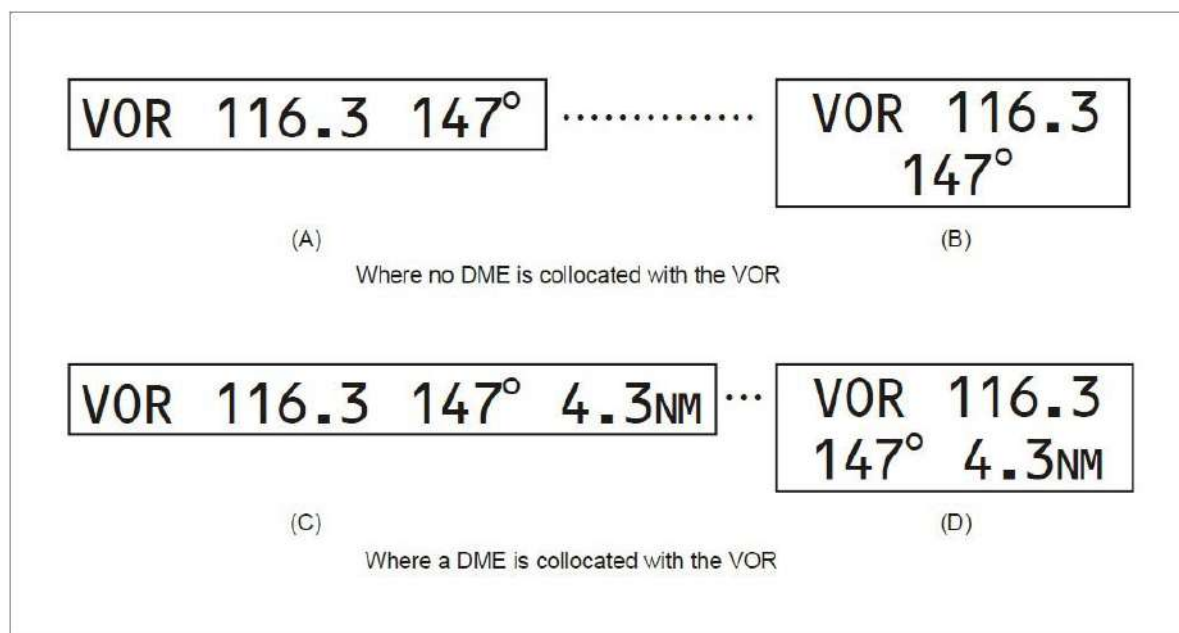 VOR 116.3 147°
VOR 116.3
147°
(A)
(B)
Where no DME is collocated with the VOR
VOR 116.3 147° 4.3NM
VOR 116.3
147° 4.3NM
(C)
(D)
Where a DME is collocated with the VOR